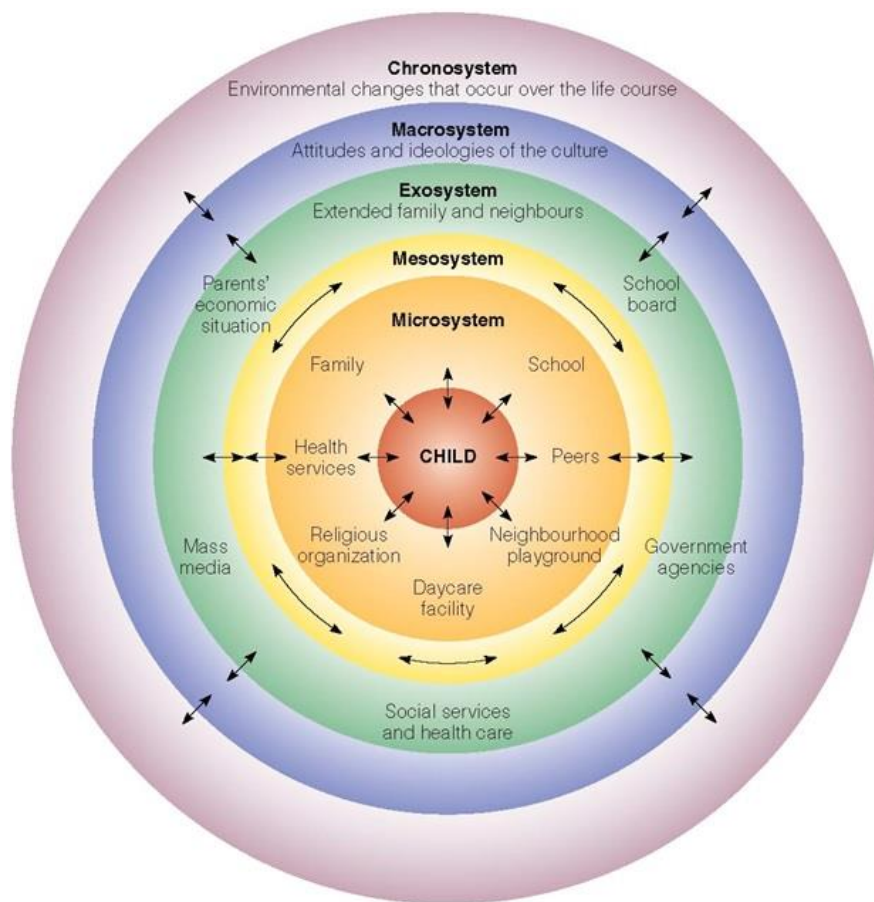 Chronosystem
Environmental changes that occur over the life course
Macrosystem
Attitudes and ideologies of the culture
Exosystem
Extended family and neighbours
Mesosystem
Parents’
economic
situation
School
board
Microsystem
Family
School
Health
services
CHILD
Peers
Religious
organization
Neighbourhood
playground
Mass
media
Government
agencies
Daycare
facility
Social services
and health care